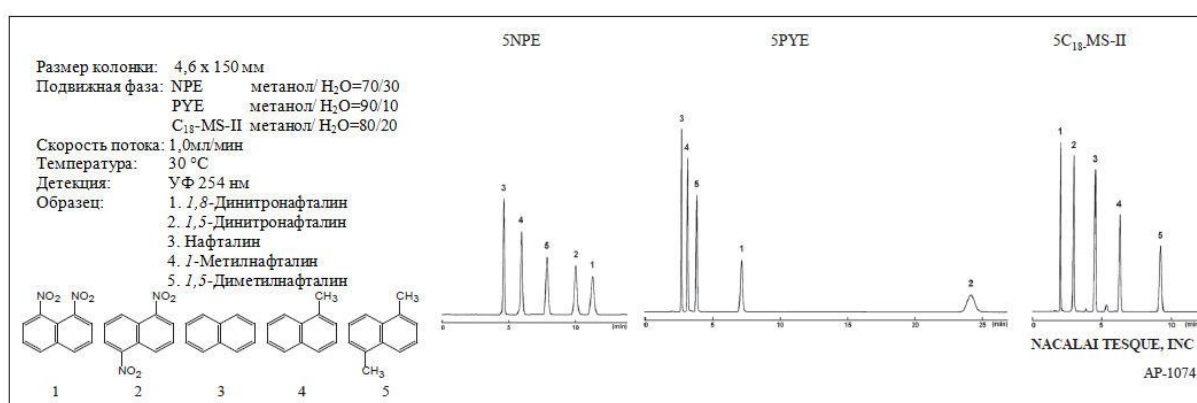 5NPE
5PYE
5C₁₈-MS-II
Размер колонки: 4,6 x 150 мм
Подвижная фаза: NPE метанол/ H₂O=70/30
PYE метанол/ H₂O=90/10
C₁₈-MS-II метанол/ H₂O=80/20
Скорость потока: 1,0мл/мин
Температура: 30 °C
Детекция: УФ 254 нм
Образец: 1. 1,8-Динитронафталин
2. 1,5-Динитронафталин
3. Нафталин
4. 1-Метилнафталин
5. 1,5-Диметилнафталин
NO₂ NO₂ NO₂ CH₃ CH₃
NO₂ CH₃
1 2 3 4 5
3 4 5 2 1
0 5 10 (min)
3 4 5 1 2
0 5 10 15 20 25 (min)
1 2 3 4 5
0 5 10 (min)
NACALAI TESQUE, INC
AP-1074